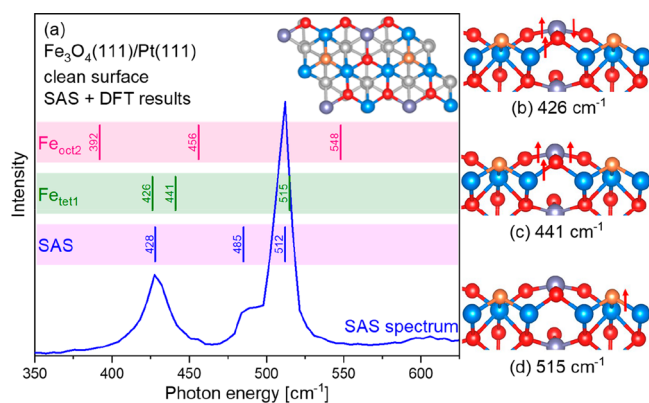 (a)
Fe₃O₄(111)/Pt(111)
clean surface
SAS + DFT results
Fe_oct2 392 456 548
Fe_tet1 426 441 515
SAS 428 485 512
SAS spectrum
Intensity
350 400 450 500 550 600
Photon energy [cm⁻¹]
(b) 426 cm⁻¹
(c) 441 cm⁻¹
(d) 515 cm⁻¹